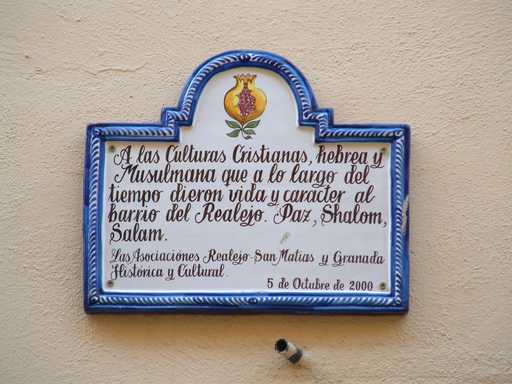 A las Culturas Cristianas, hebrea y
Musulmana que a lo largo del
tiempo dieron vida y carácter al
barrio del Realejo. Paz, Shalom,
Salam.
Las Asociaciones Realejo-San Matias y Granada
Histórica y Cultural.
5 de Octubre de 2000